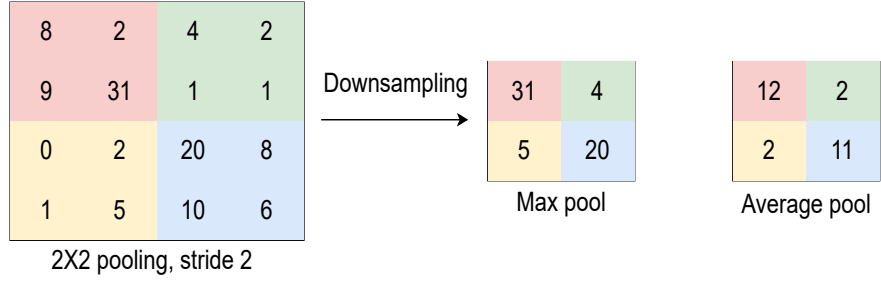 8 2 4 2
9 31 1 1
0 2 20 8
1 5 10 6
2X2 pooling, stride 2
Downsampling
31 4
5 20
Max pool
12 2
2 11
Average pool